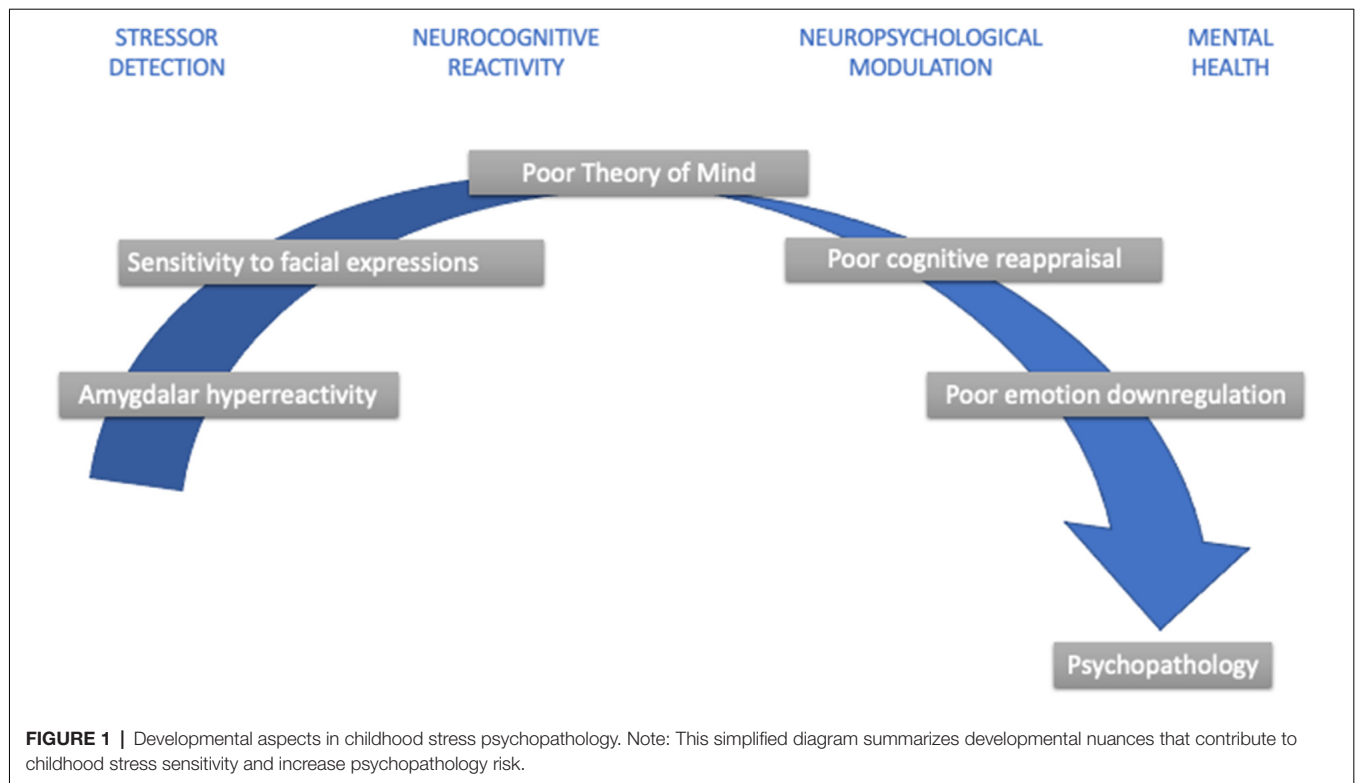 STRESSOR DETECTION
NEUROCOGNITIVE REACTIVITY
NEUROPSYCHOLOGICAL MODULATION
MENTAL HEALTH
Poor Theory of Mind
Sensitivity to facial expressions
Poor cognitive reappraisal
Amygdalar hyperreactivity
Poor emotion downregulation
Psychopathology
FIGURE 1 | Developmental aspects in childhood stress psychopathology. Note: This simplified diagram summarizes developmental nuances that contribute to
childhood stress sensitivity and increase psychopathology risk.